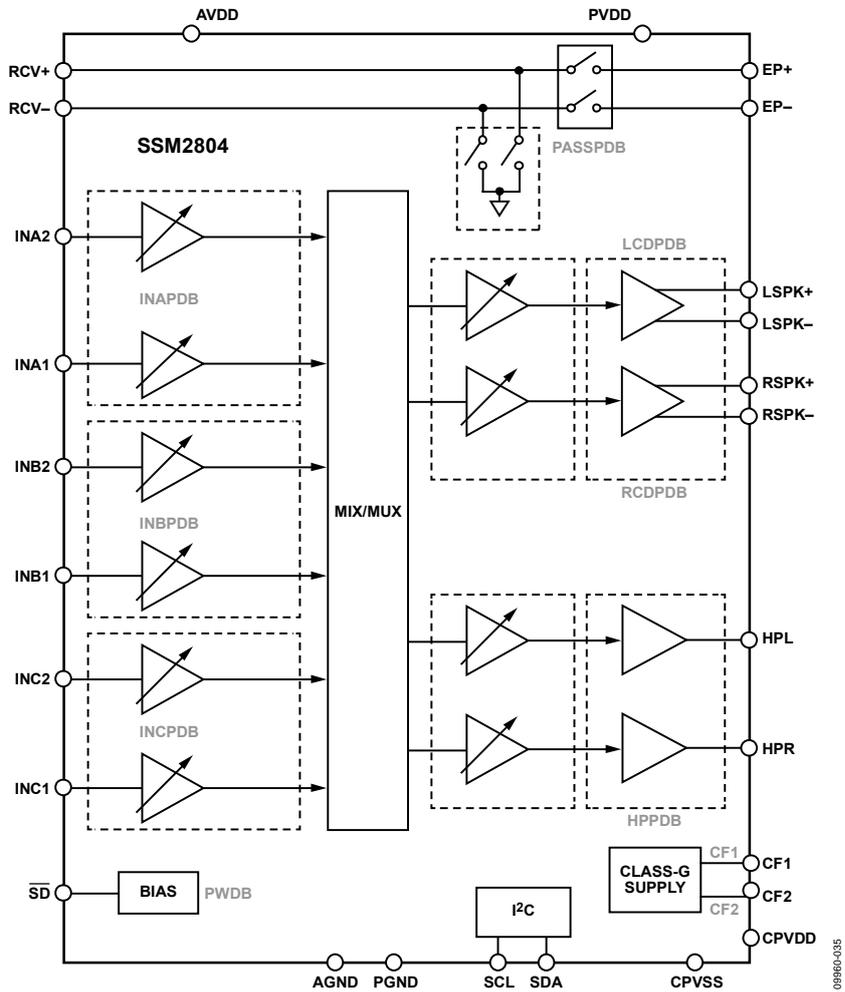 AVDD
PVDD
RCV+
EP+
RCV–
EP–
SSM2804
PASSPDB
INA2
LCDPDB
INAPDB
LSPK+
LSPK–
INA1
RSPK+
RSPK–
INB2
RCDPDB
MIX/MUX
INBPDB
INB1
INC2
HPL
INCPDB
HPR
INC1
HPPDB
CF1
CF1
CLASS-G
SUPPLY
CF2
CF2
SD
BIAS
PWDB
I²C
CPVDD
AGND
PGND
SCL
SDA
CPVSS
09960-035